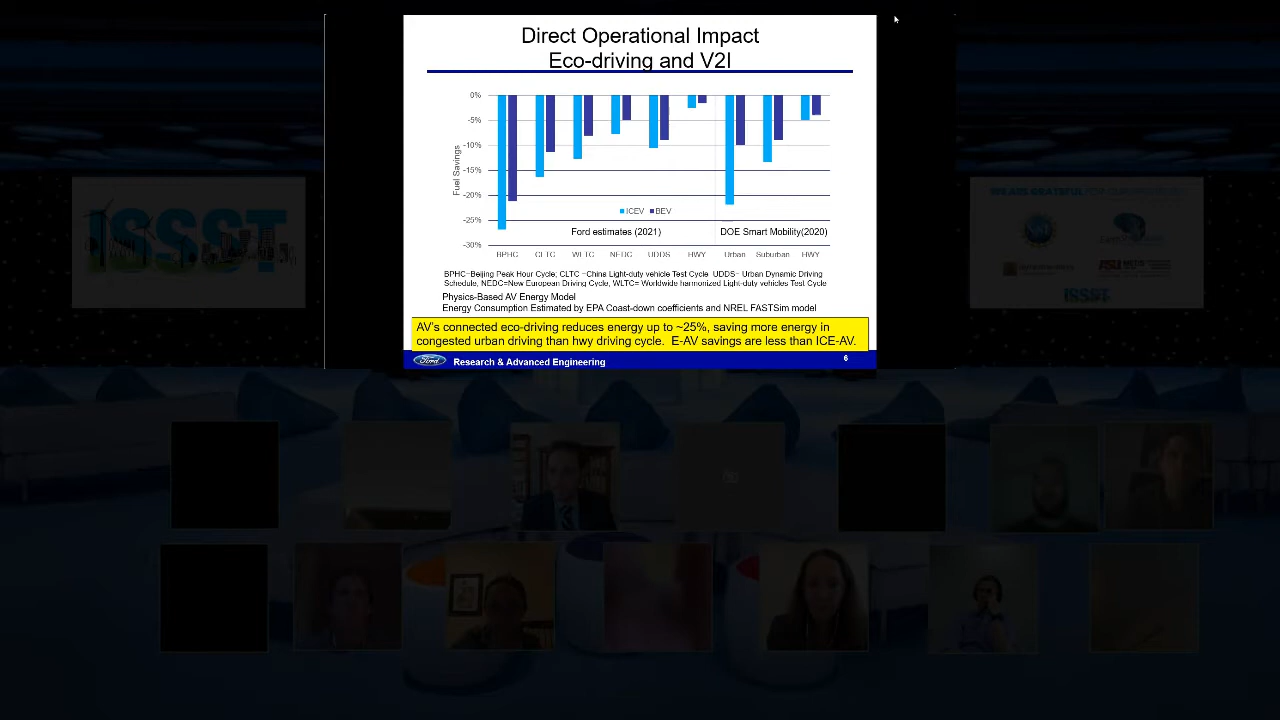 Direct Operational Impact
Eco-driving and V2I
0%
-5%
-10%
-15%
-20%
-25%
-30%
Fuel Savings
ICEV BEV
Ford estimates (2021)
DOE Smart Mobility(2020)
BPHC CLTC WLTC NEDC UDDS HWY Urban Suburban HWY
BPHC−Beijing Peak Hour Cycle; CLTC −China Light-duty vehicle Test Cycle UDDS− Urban Dynamic Driving
Schedule, NEDC=New European Driving Cycle, WLTC= Worldwide harmonized Light-duty vehicles Test Cycle
Physics-Based AV Energy Model
Energy Consumption Estimated by EPA Coast-down coefficients and NREL FASTSim model
AV's connected eco-driving reduces energy up to ~25%, saving more energy in
congested urban driving than hwy driving cycle. E-AV savings are less than ICE-AV.
Ford
Research & Advanced Engineering
6
ISSST
ISSST